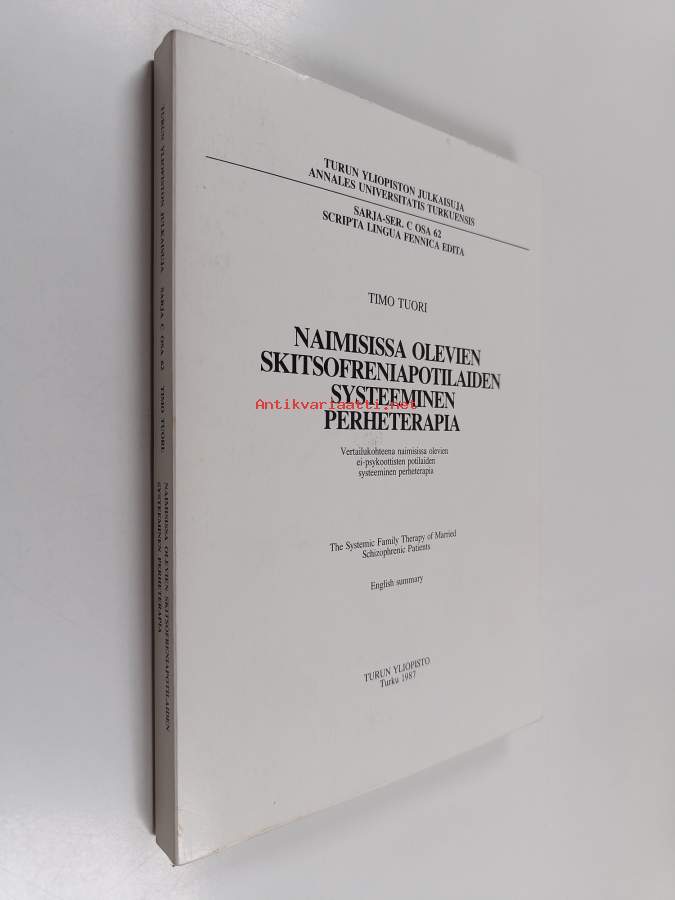 TURUN YLIOPISTON JULKAISUJA
ANNALES UNIVERSITATIS TURKUENSIS
SARJA-SER. C OSA 62
SCRIPTA LINGUA FENNICA EDITA
TIMO TUORI
NAIMISISSA OLEVIEN
SKITSOFRENIAPOTILAIDEN
SYSTEEMINEN
PERHETERAPIA
Antikvariaatti.net
Vertailukohteena naimisissa olevien
ei-psykoottisten potilaiden
systeeminen perheterapia
The Systemic Family Therapy of Married
Schizophrenic Patients
English summary
TURUN YLIOPISTO
Turku 1987
TURUN YLIOPISTON JULKAISUJA SARJA C OSA 62 TIMO TUORI: NAIMISISSA OLEVIEN SKITSOFRENIAPOTILAIDEN
SYSTEEMINEN PERHETERAPIA